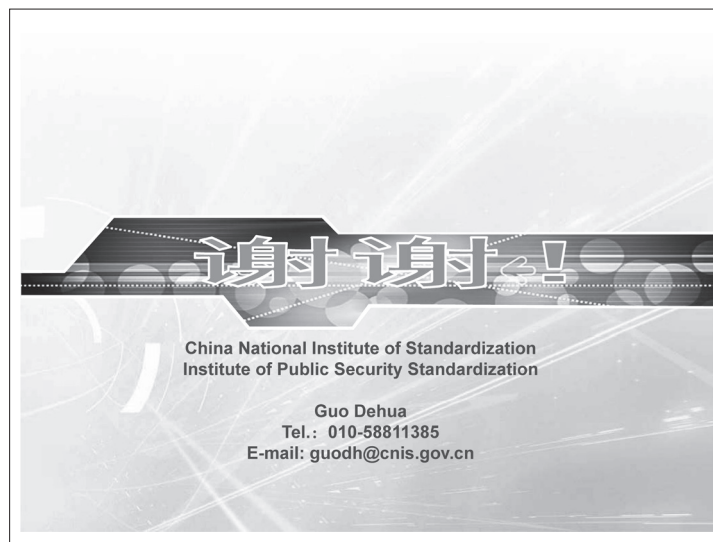 谢谢!
China National Institute of Standardization
Institute of Public Security Standardization
Guo Dehua
Tel.：010-58811385
E-mail: guodh@cnis.gov.cn